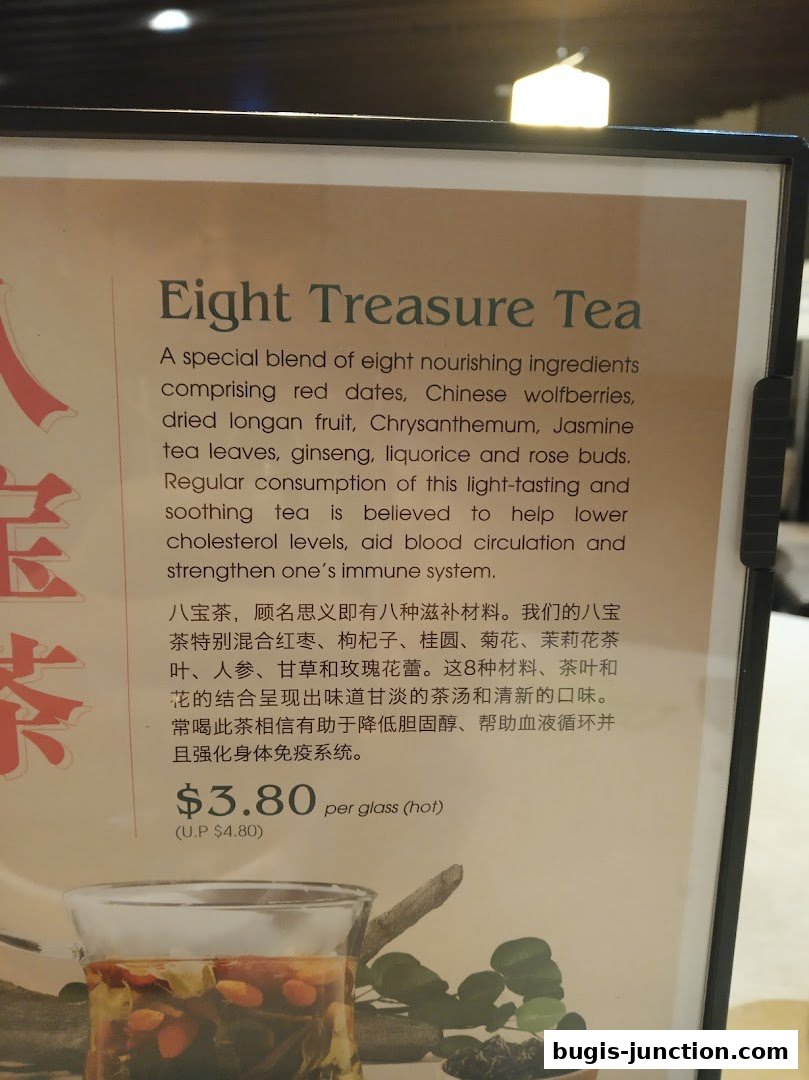 八
宝
茶
Eight Treasure Tea
A special blend of eight nourishing ingredients
comprising red dates, Chinese wolfberries,
dried longan fruit, Chrysanthemum, Jasmine
tea leaves, ginseng, liquorice and rose buds.
Regular consumption of this light-tasting and
soothing tea is believed to help lower
cholesterol levels, aid blood circulation and
strengthen one's immune system.
八宝茶，顾名思义即有八种滋补材料。我们的八宝
茶特别混合红枣、枸杞子、桂圆、菊花、茉莉花茶
叶、人参、甘草和玫瑰花蕾。这8种材料、茶叶和
花的结合呈现出味道甘淡的茶汤和清新的口味。
常喝此茶相信有助于降低胆固醇、帮助血液循环并
且强化身体免疫系统。
$3.80 per glass (hot)
(U.P $4.80)
bugis-junction.com